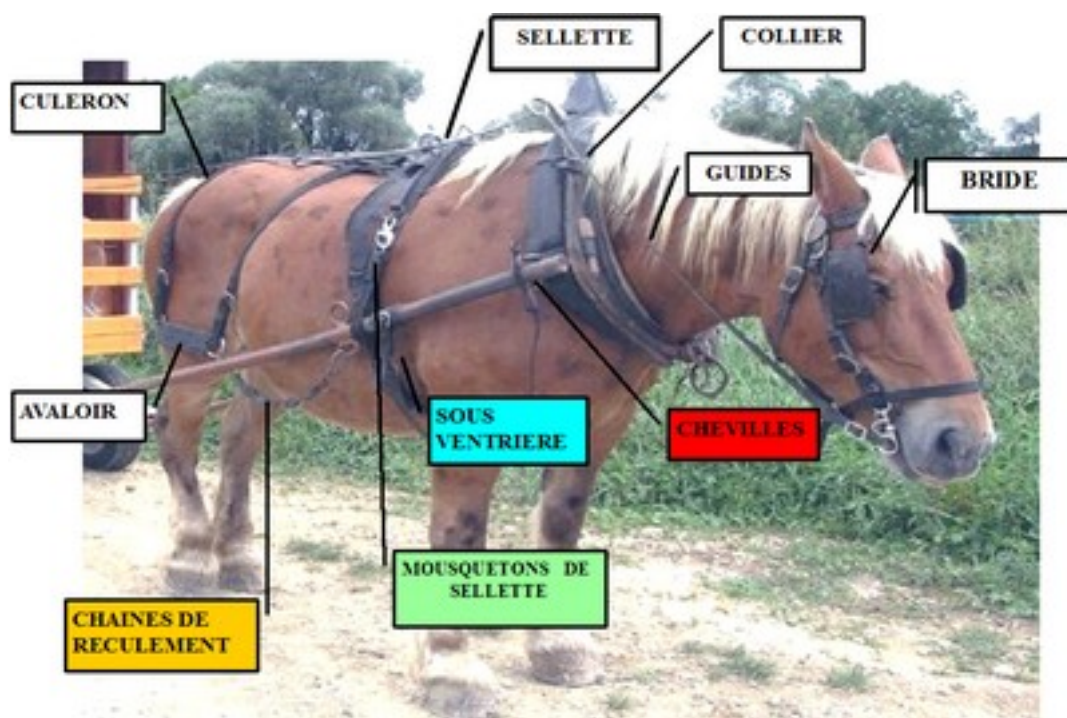 SELLETTE
COLLIER
CULERON
GUIDES
BRIDE
AVALOIR
SOUS
VENTRIERE
CHEVILLES
MOUSQUETONS DE
SELLETTE
CHAINES DE
RECULEMENT